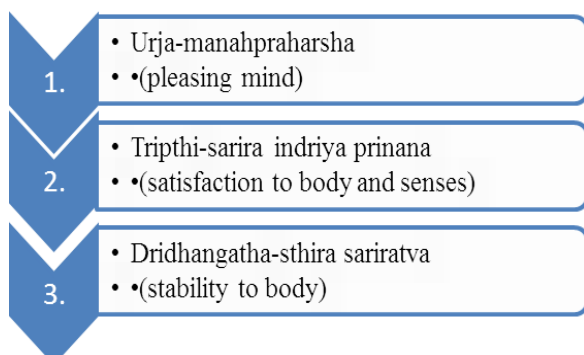 1.
• Urja-manahpraharsha
• •(pleasing mind)
2.
• Tripthi-sarira indriya prinana
• •(satisfaction to body and senses)
3.
• Dridhangatha-sthira sariratva
• •(stability to body)